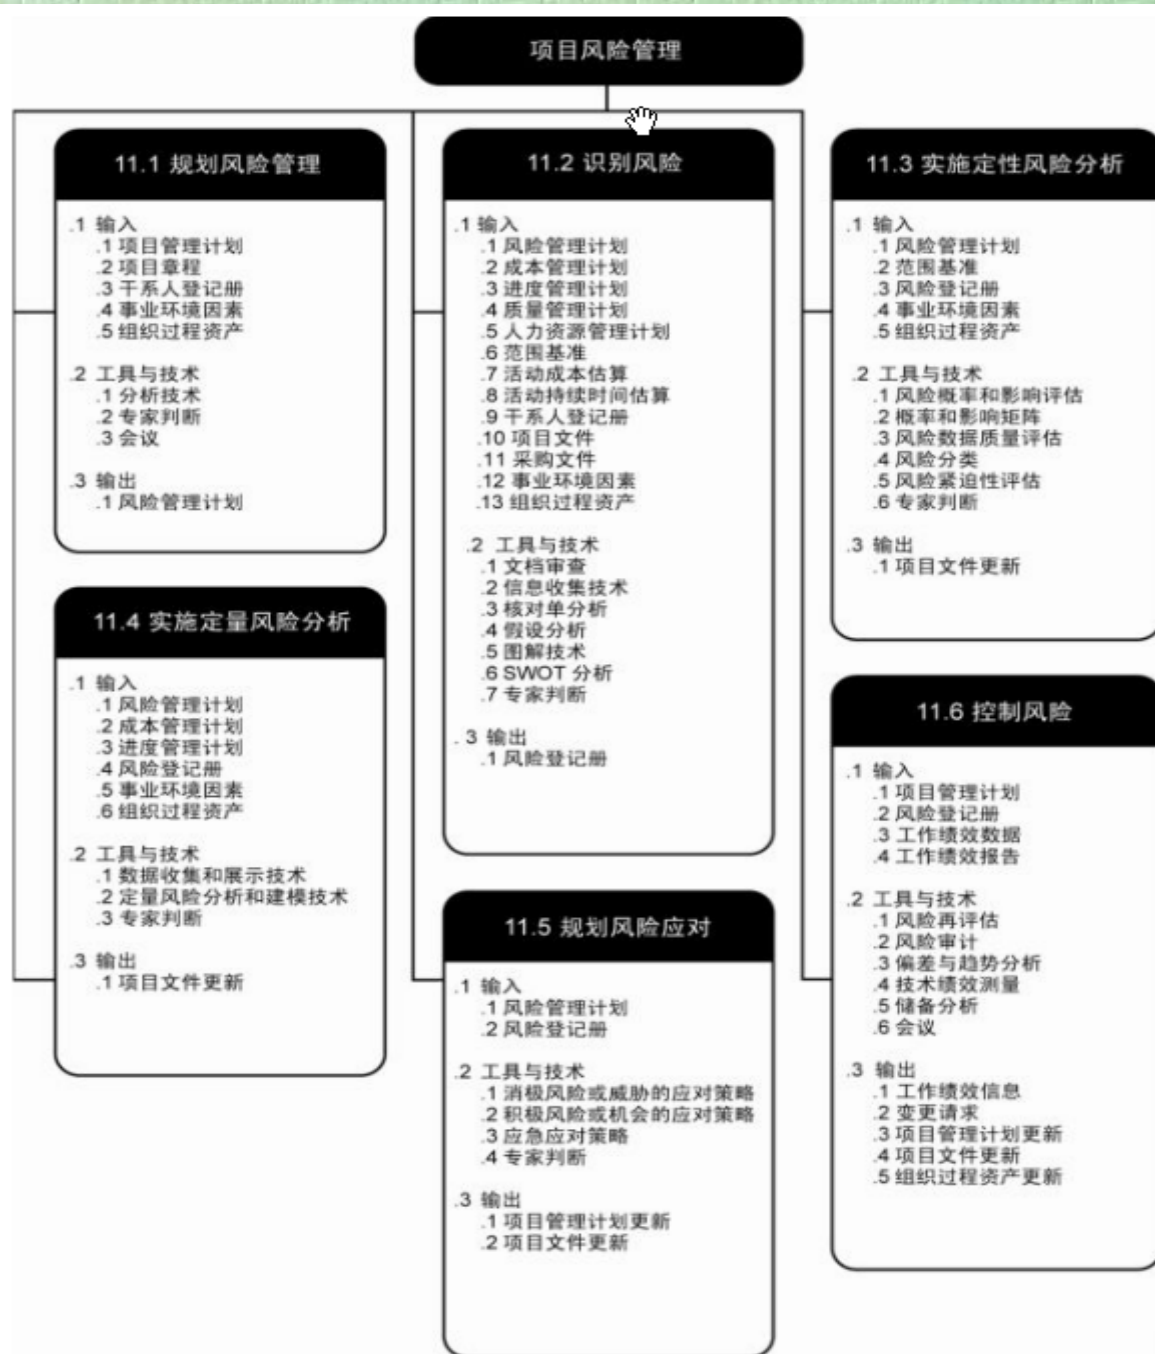 项目风险管理
11.1 规划风险管理
.1 输入
.1 项目管理计划
.2 项目章程
.3 干系人登记册
.4 事业环境因素
.5 组织过程资产
.2 工具与技术
.1 分析技术
.2 专家判断
.3 会议
.3 输出
.1 风险管理计划
11.2 识别风险
.1 输入
.1 风险管理计划
.2 成本管理计划
.3 进度管理计划
.4 质量管理计划
.5 人力资源管理计划
.6 范围基准
.7 活动成本估算
.8 活动持续时间估算
.9 干系人登记册
.10 项目文件
.11 采购文件
.12 事业环境因素
.13 组织过程资产
.2 工具与技术
.1 文档审查
.2 信息收集技术
.3 核对单分析
.4 假设分析
.5 图解技术
.6 SWOT 分析
.7 专家判断
. 3 输出
.1 风险登记册
11.3 实施定性风险分析
.1 输入
.1 风险管理计划
.2 范围基准
.3 风险登记册
.4 事业环境因素
.5 组织过程资产
.2 工具与技术
.1 风险概率和影响评估
.2 概率和影响矩阵
.3 风险数据质量评估
.4 风险分类
.5 风险紧迫性评估
.6 专家判断
.3 输出
.1 项目文件更新
11.4 实施定量风险分析
.1 输入
.1 风险管理计划
.2 成本管理计划
.3 进度管理计划
.4 风险登记册
.5 事业环境因素
.6 组织过程资产
.2 工具与技术
.1 数据收集和展示技术
.2 定量风险分析和建模技术
.3 专家判断
.3 输出
.1 项目文件更新
11.5 规划风险应对
.1 输入
.1 风险管理计划
.2 风险登记册
.2 工具与技术
.1 消极风险或威胁的应对策略
.2 积极风险或机会的应对策略
.3 应急应对策略
.4 专家判断
.3 输出
.1 项目管理计划更新
.2 项目文件更新
11.6 控制风险
.1 输入
.1 项目管理计划
.2 风险登记册
.3 工作绩效数据
.4 工作绩效报告
.2 工具与技术
.1 风险再评估
.2 风险审计
.3 偏差与趋势分析
.4 技术绩效测量
.5 储备分析
.6 会议
.3 输出
.1 工作绩效信息
.2 变更请求
.3 项目管理计划更新
.4 项目文件更新
.5 组织过程资产更新